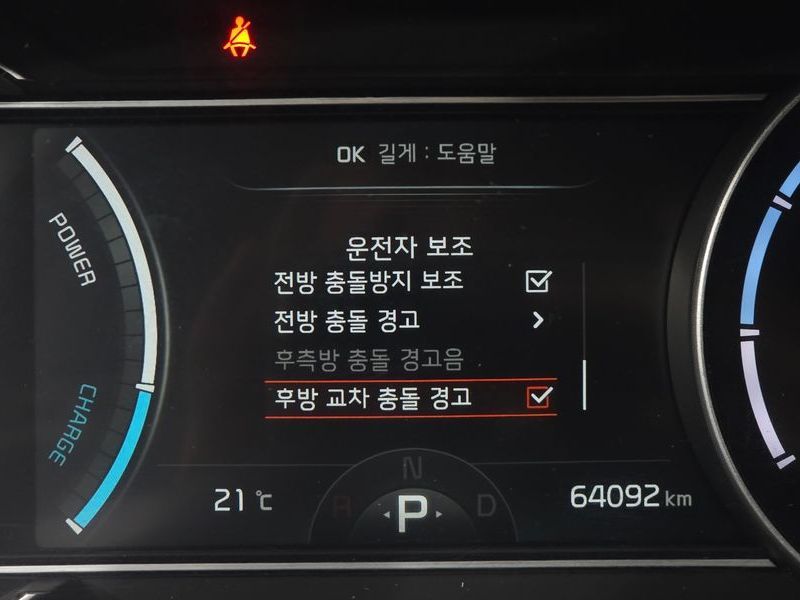 OK 길게 : 도움말
POWER
운전자 보조
전방 충돌방지 보조
전방 충돌 경고
후측방 충돌 경고음
후방 교차 충돌 경고
CHARGE
N
21 ℃
R P D
64092 km